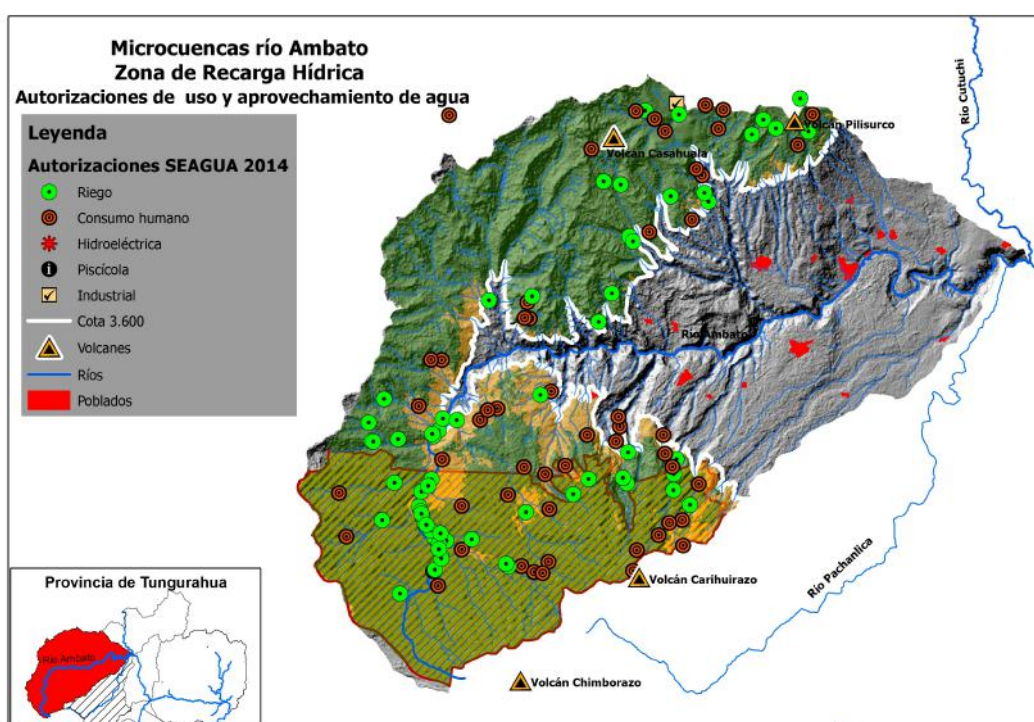 Microcuencas río Ambato
Zona de Recarga Hídrica
Autorizaciones de uso y aprovechamiento de agua
Leyenda
Autorizaciones SEAGUA 2014
Riego
Consumo humano
Hidroeléctrica
Piscícola
Industrial
Cota 3.600
Volcanes
Ríos
Poblados
Río Cutuchi
Volcán Pilisurco
Volcán Casahuala
Río Ambato
Río Pachanlica
Volcán Carihuirazo
Volcán Chimborazo
Provincia de Tungurahua
Río Ambato